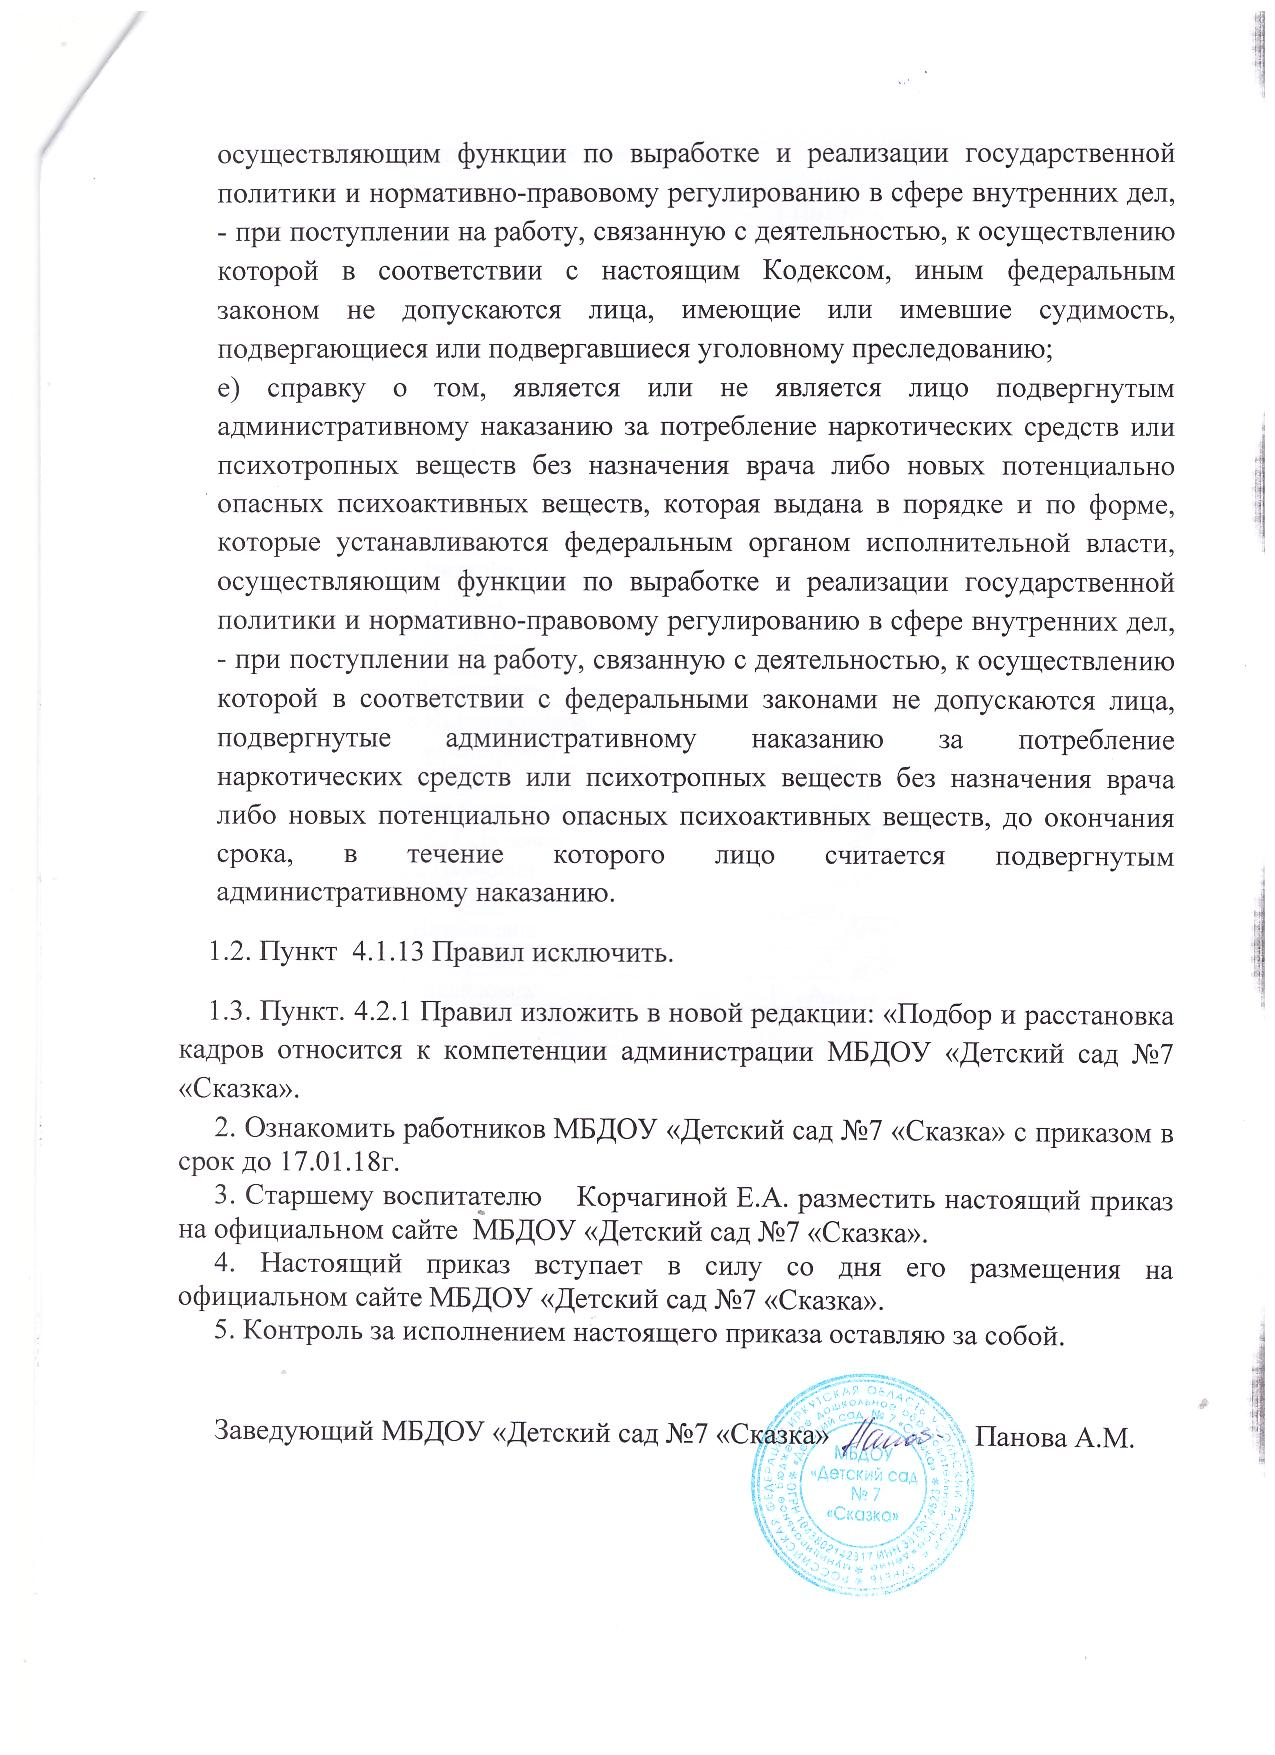 осуществляющим функции по выработке и реализации государственной
политики и нормативно-правовому регулированию в сфере внутренних дел,
- при поступлении на работу, связанную с деятельностью, к осуществлению
которой в соответствии с настоящим Кодексом, иным федеральным
законом не допускаются лица, имеющие или имевшие судимость,
подвергающиеся или подвергавшиеся уголовному преследованию;
е) справку о том, является или не является лицо подвергнутым
административному наказанию за потребление наркотических средств или
психотропных веществ без назначения врача либо новых потенциально
опасных психоактивных веществ, которая выдана в порядке и по форме,
которые устанавливаются федеральным органом исполнительной власти,
осуществляющим функции по выработке и реализации государственной
политики и нормативно-правовому регулированию в сфере внутренних дел,
- при поступлении на работу, связанную с деятельностью, к осуществлению
которой в соответствии с федеральными законами не допускаются лица,
подвергнутые административному наказанию за потребление
наркотических средств или психотропных веществ без назначения врача
либо новых потенциально опасных психоактивных веществ, до окончания
срока, в течение которого лицо считается подвергнутым
административному наказанию.
1.2. Пункт 4.1.13 Правил исключить.
1.3. Пункт. 4.2.1 Правил изложить в новой редакции: «Подбор и расстановка
кадров относится к компетенции администрации МБДОУ «Детский сад №7
«Сказка».
2. Ознакомить работников МБДОУ «Детский сад №7 «Сказка» с приказом в
срок до 17.01.18г.
3. Старшему воспитателю Корчагиной Е.А. разместить настоящий приказ
на официальном сайте МБДОУ «Детский сад №7 «Сказка».
4. Настоящий приказ вступает в силу со дня его размещения на
официальном сайте МБДОУ «Детский сад №7 «Сказка».
5. Контроль за исполнением настоящего приказа оставляю за собой.
Заведующий МБДОУ «Детский сад №7 «Сказка» Панова А.М.
МБДОУ
«Детский сад
№ 7
«Сказка»